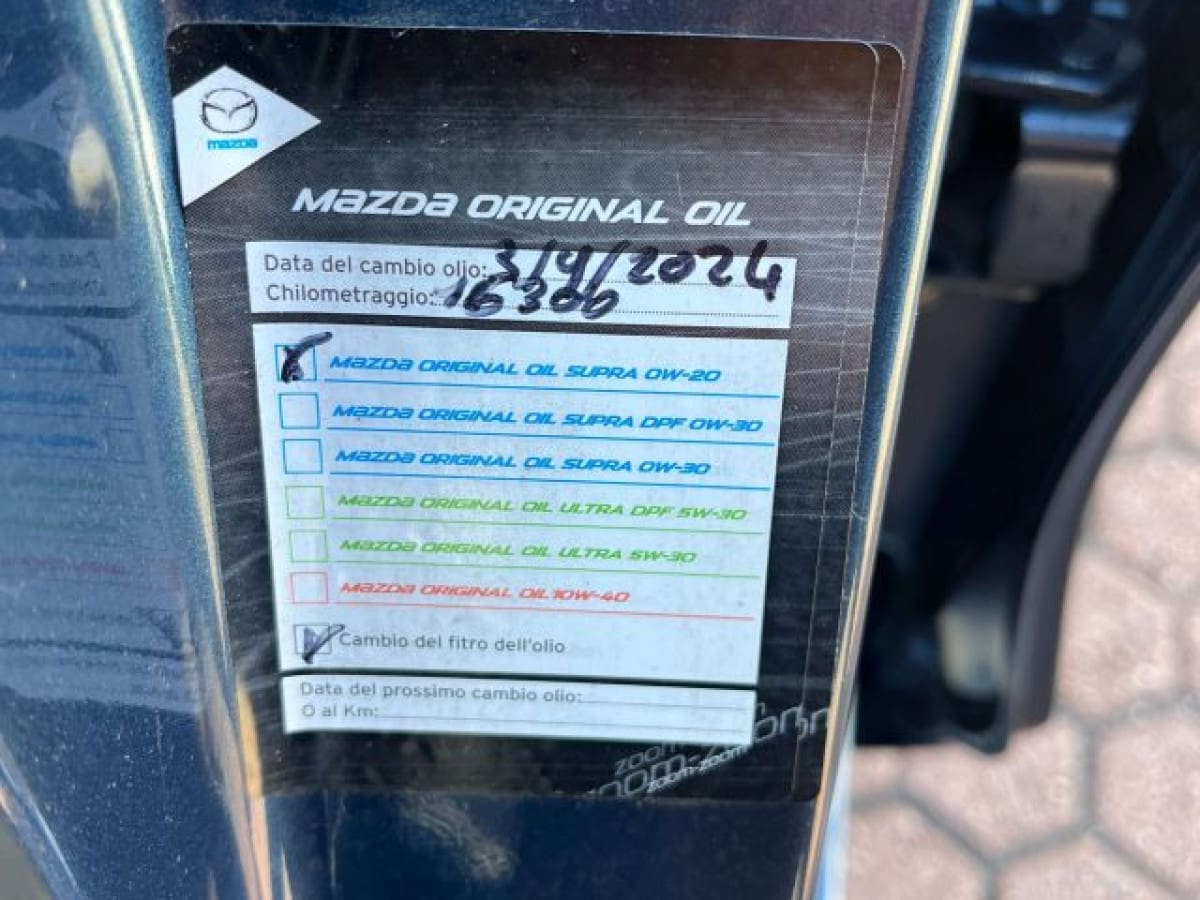 mazda
MAZDA ORIGINAL OIL
Data del cambio olio: 3/4/2024
Chilometraggio: 16300
MAZDA ORIGINAL OIL SUPRA 0W-20
MAZDA ORIGINAL OIL SUPRA DPF 0W-30
MAZDA ORIGINAL OIL SUPRA 0W-30
MAZDA ORIGINAL OIL ULTRA DPF 5W-30
MAZDA ORIGINAL OIL ULTRA 5W-30
MAZDA ORIGINAL OIL 10W-40
Cambio del fitro dell'olio
Data del prossimo cambio olio:
O al Km:
zoom-zoom